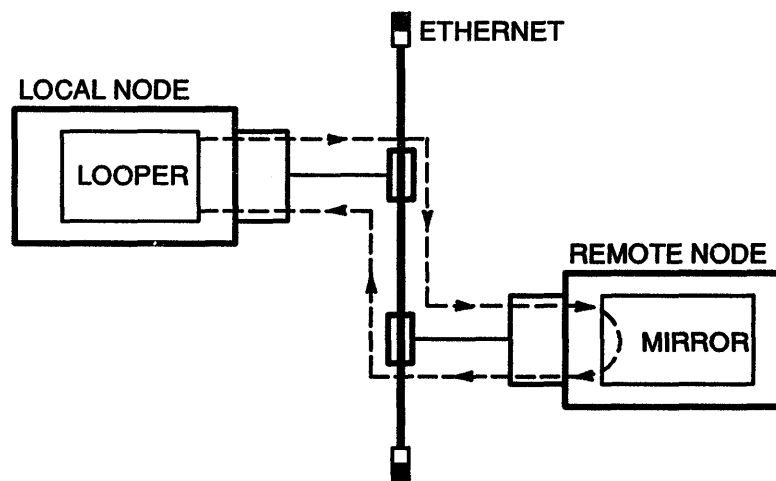 ETHERNET
LOCAL NODE
LOOPER
REMOTE NODE
MIRROR